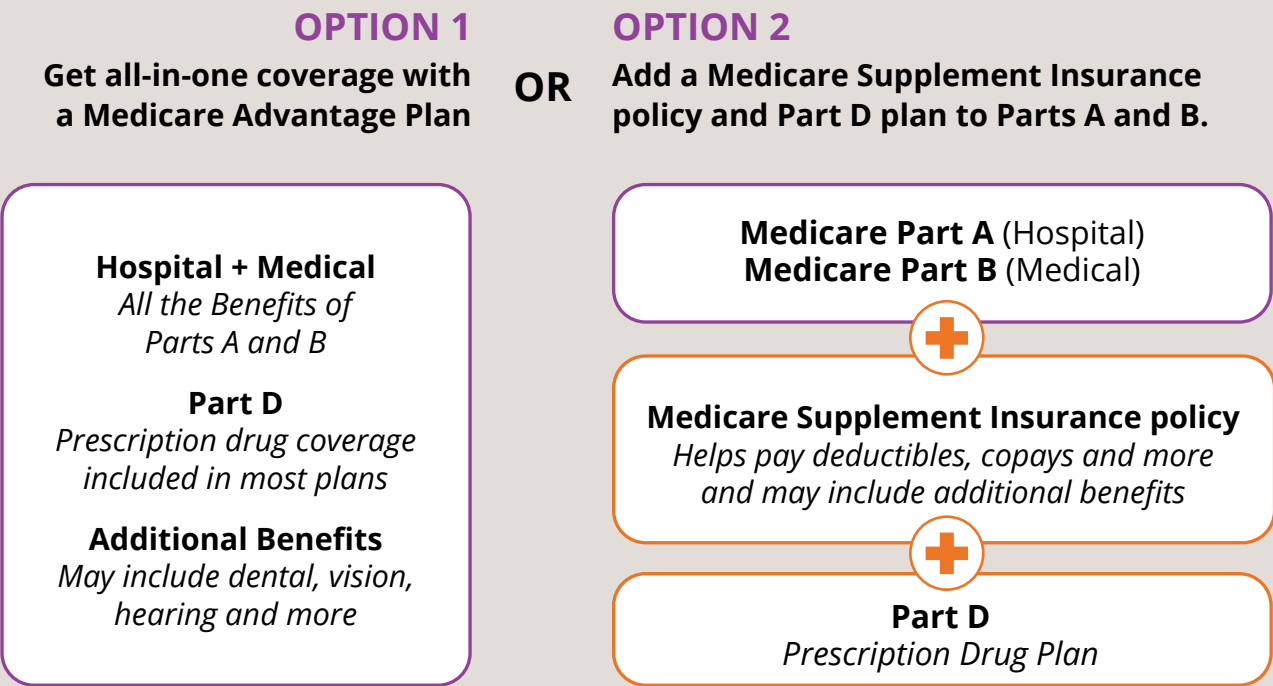 OPTION 1
Get all-in-one coverage with
a Medicare Advantage Plan
OR
OPTION 2
Add a Medicare Supplement Insurance
policy and Part D plan to Parts A and B.
Hospital + Medical
All the Benefits of
Parts A and B
Part D
Prescription drug coverage
included in most plans
Additional Benefits
May include dental, vision,
hearing and more
Medicare Part A (Hospital)
Medicare Part B (Medical)
Medicare Supplement Insurance policy
Helps pay deductibles, copays and more
and may include additional benefits
Part D
Prescription Drug Plan